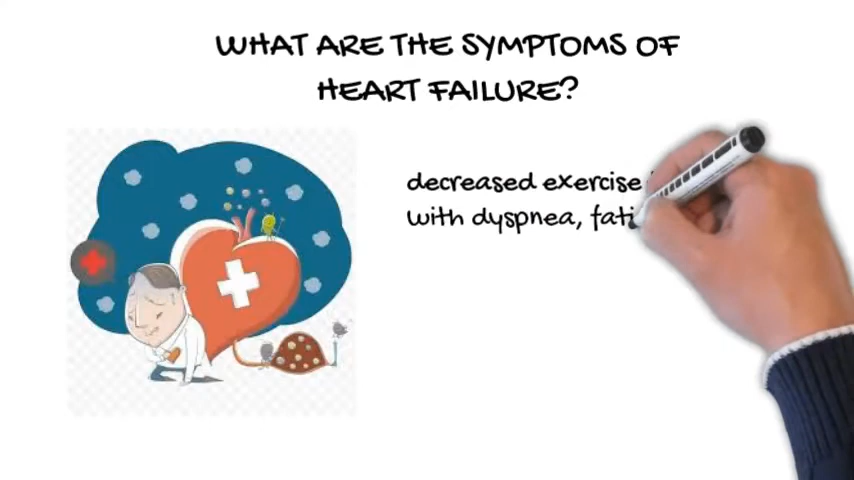 WHAT ARE THE SYMPTOMS OF
HEART FAILURE?
decreased exercise
with dyspnea,